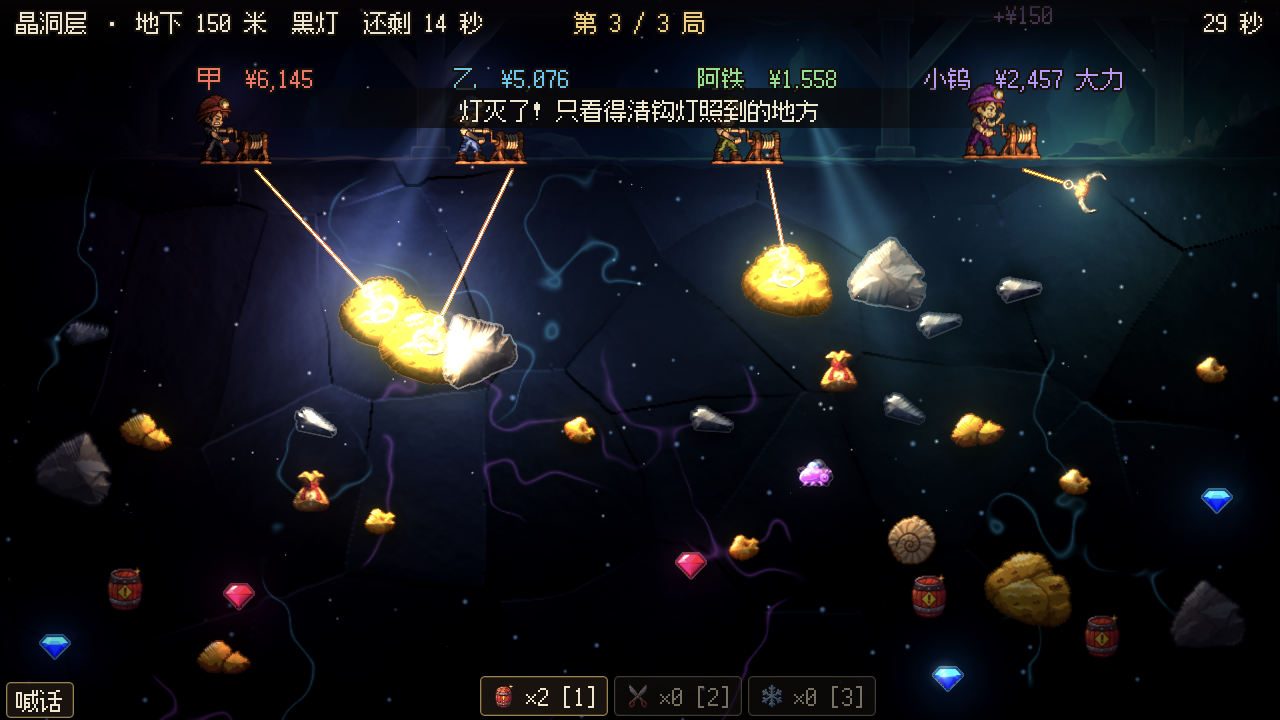 晶洞层 · 地下 150 米 黑灯 还剩 14 秒 第 3 / 3 局 29 秒
+¥150
甲 ¥6,145 乙 ¥5,076 阿铁 ¥1,558 小钨 ¥2,457 大力
灯灭了！只看得清钩灯照到的地方
喊话 ×2 [1] ×0 [2] ×0 [3]